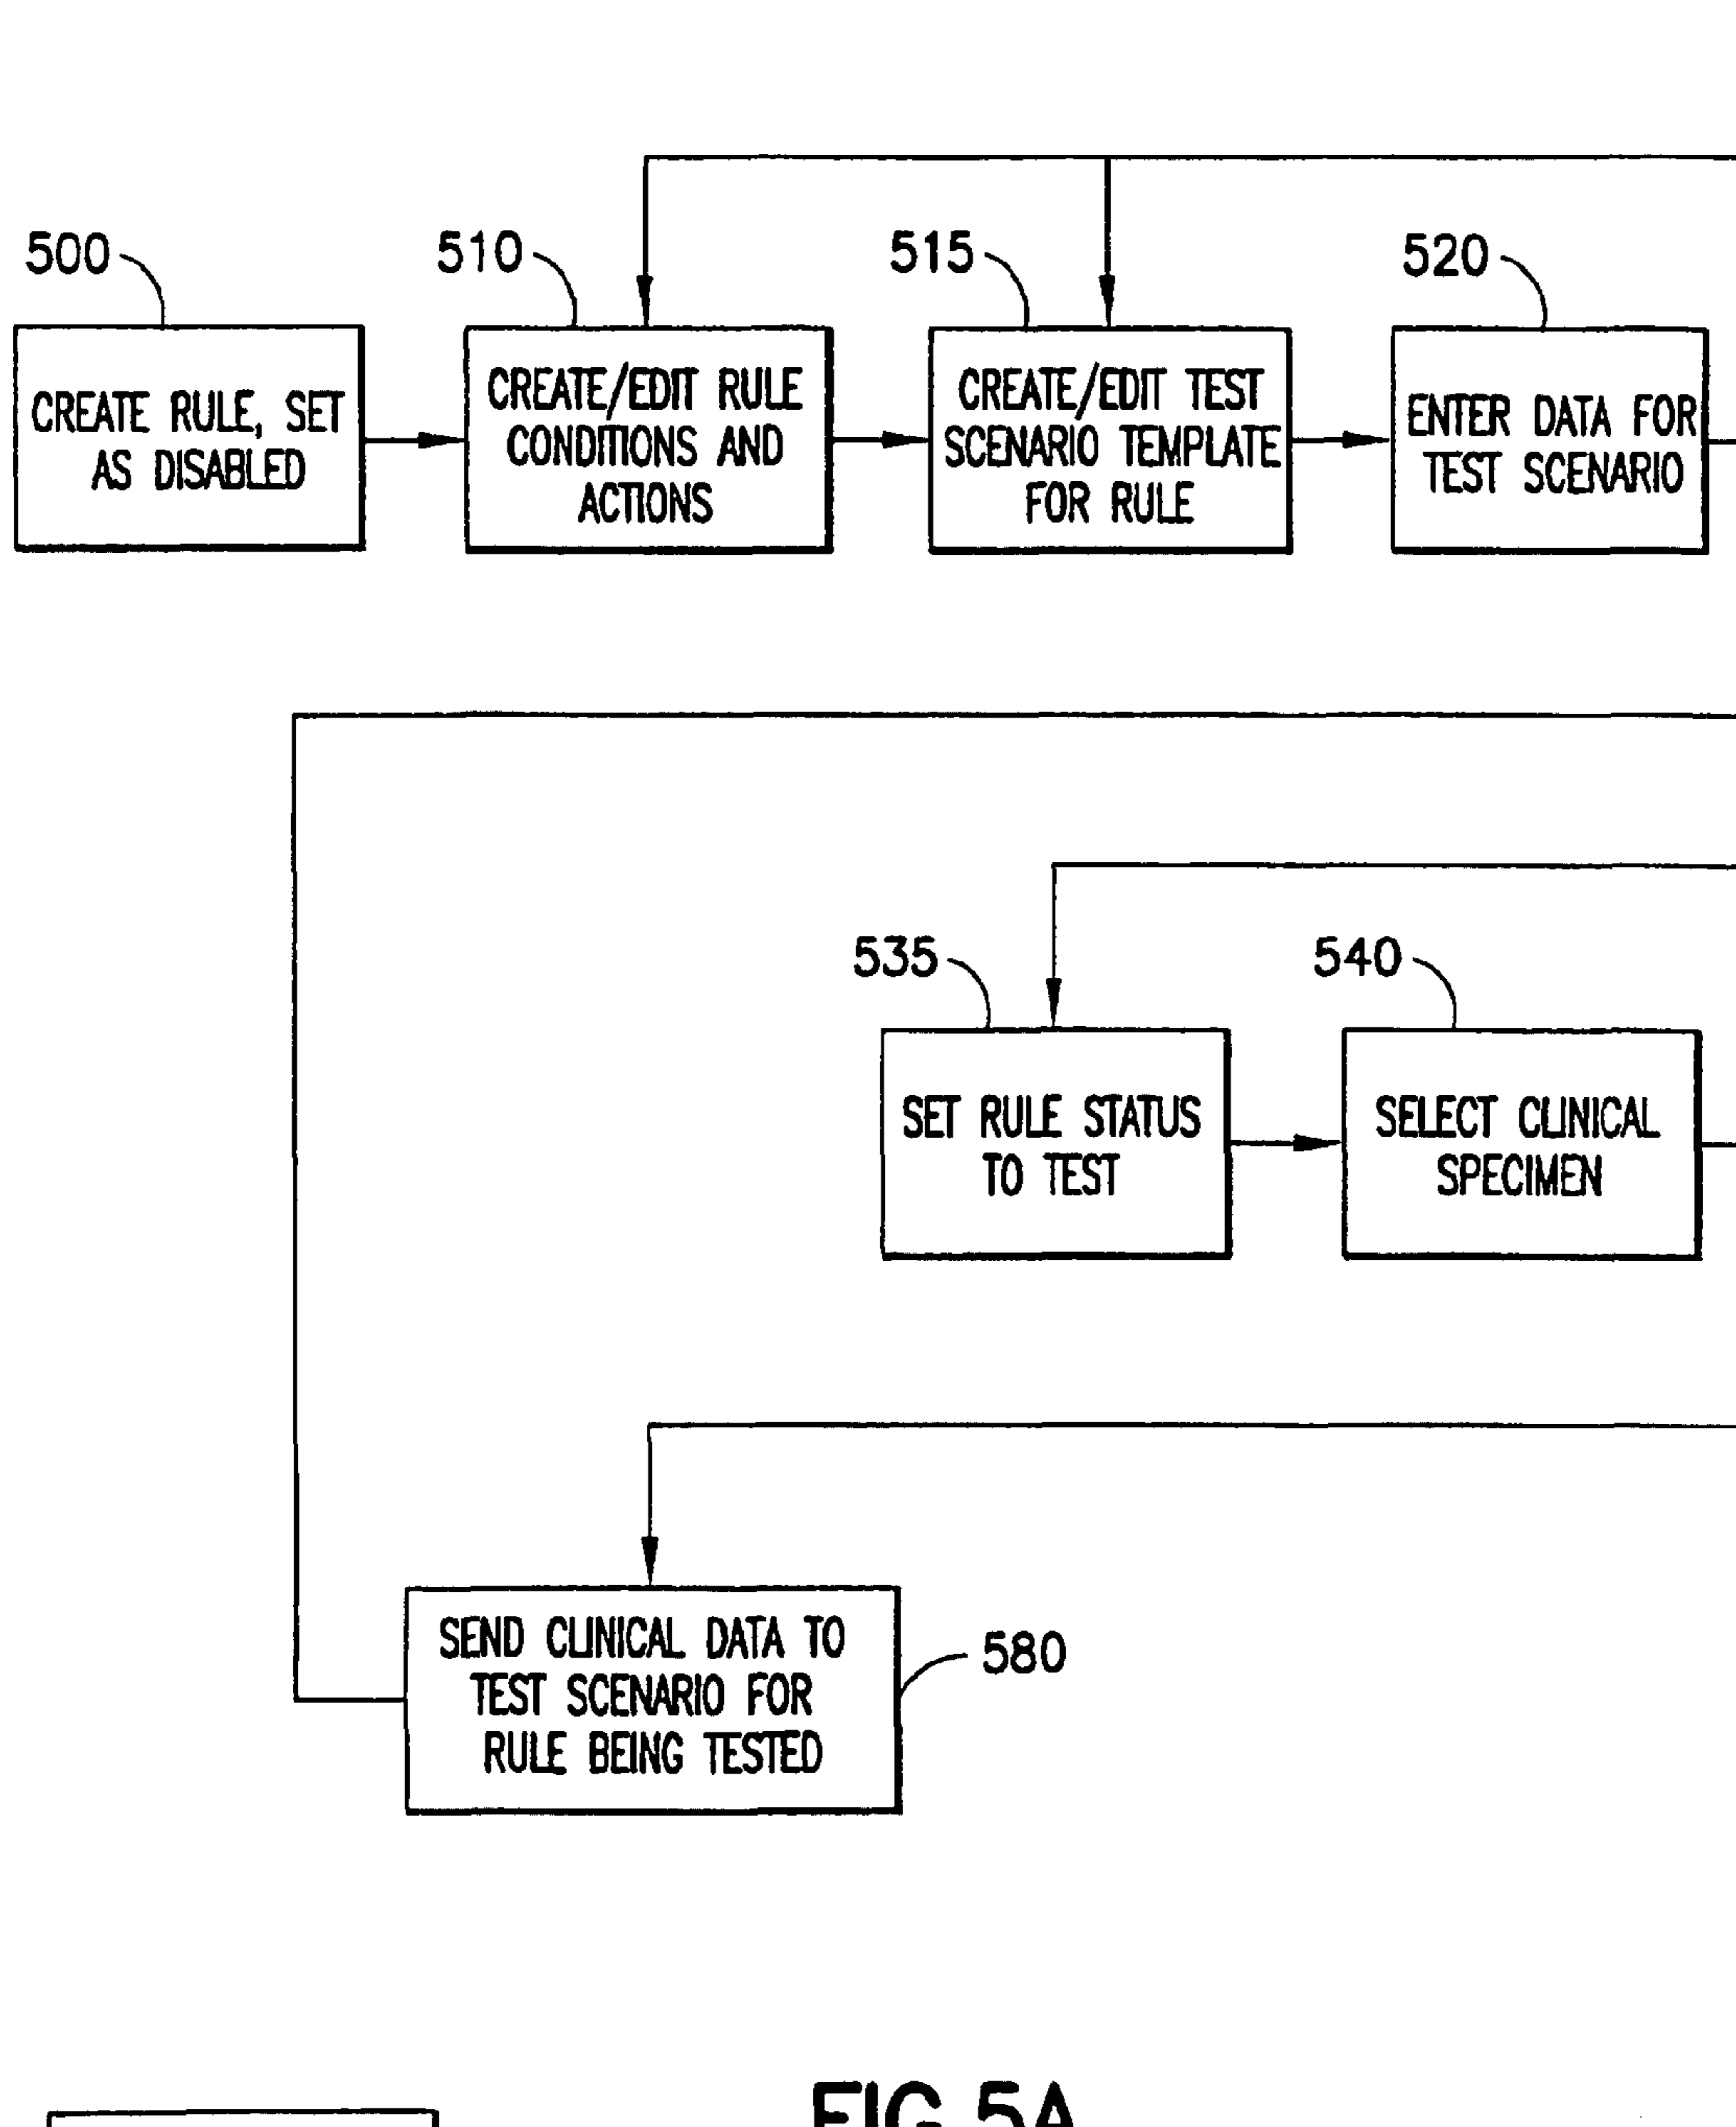 500
510
515
520
CREATE RULE, SET
AS DISABLED
CREATE/EDIT RULE
CONDITIONS AND
ACTIONS
CREATE/EDIT TEST
SCENARIO TEMPLATE
FOR RULE
ENTER DATA FOR
TEST SCENARIO
535
540
SET RULE STATUS
TO TEST
SELECT CLINICAL
SPECIMEN
SEND CLINICAL DATA TO
TEST SCENARIO FOR
RULE BEING TESTED
580
FIG.5A